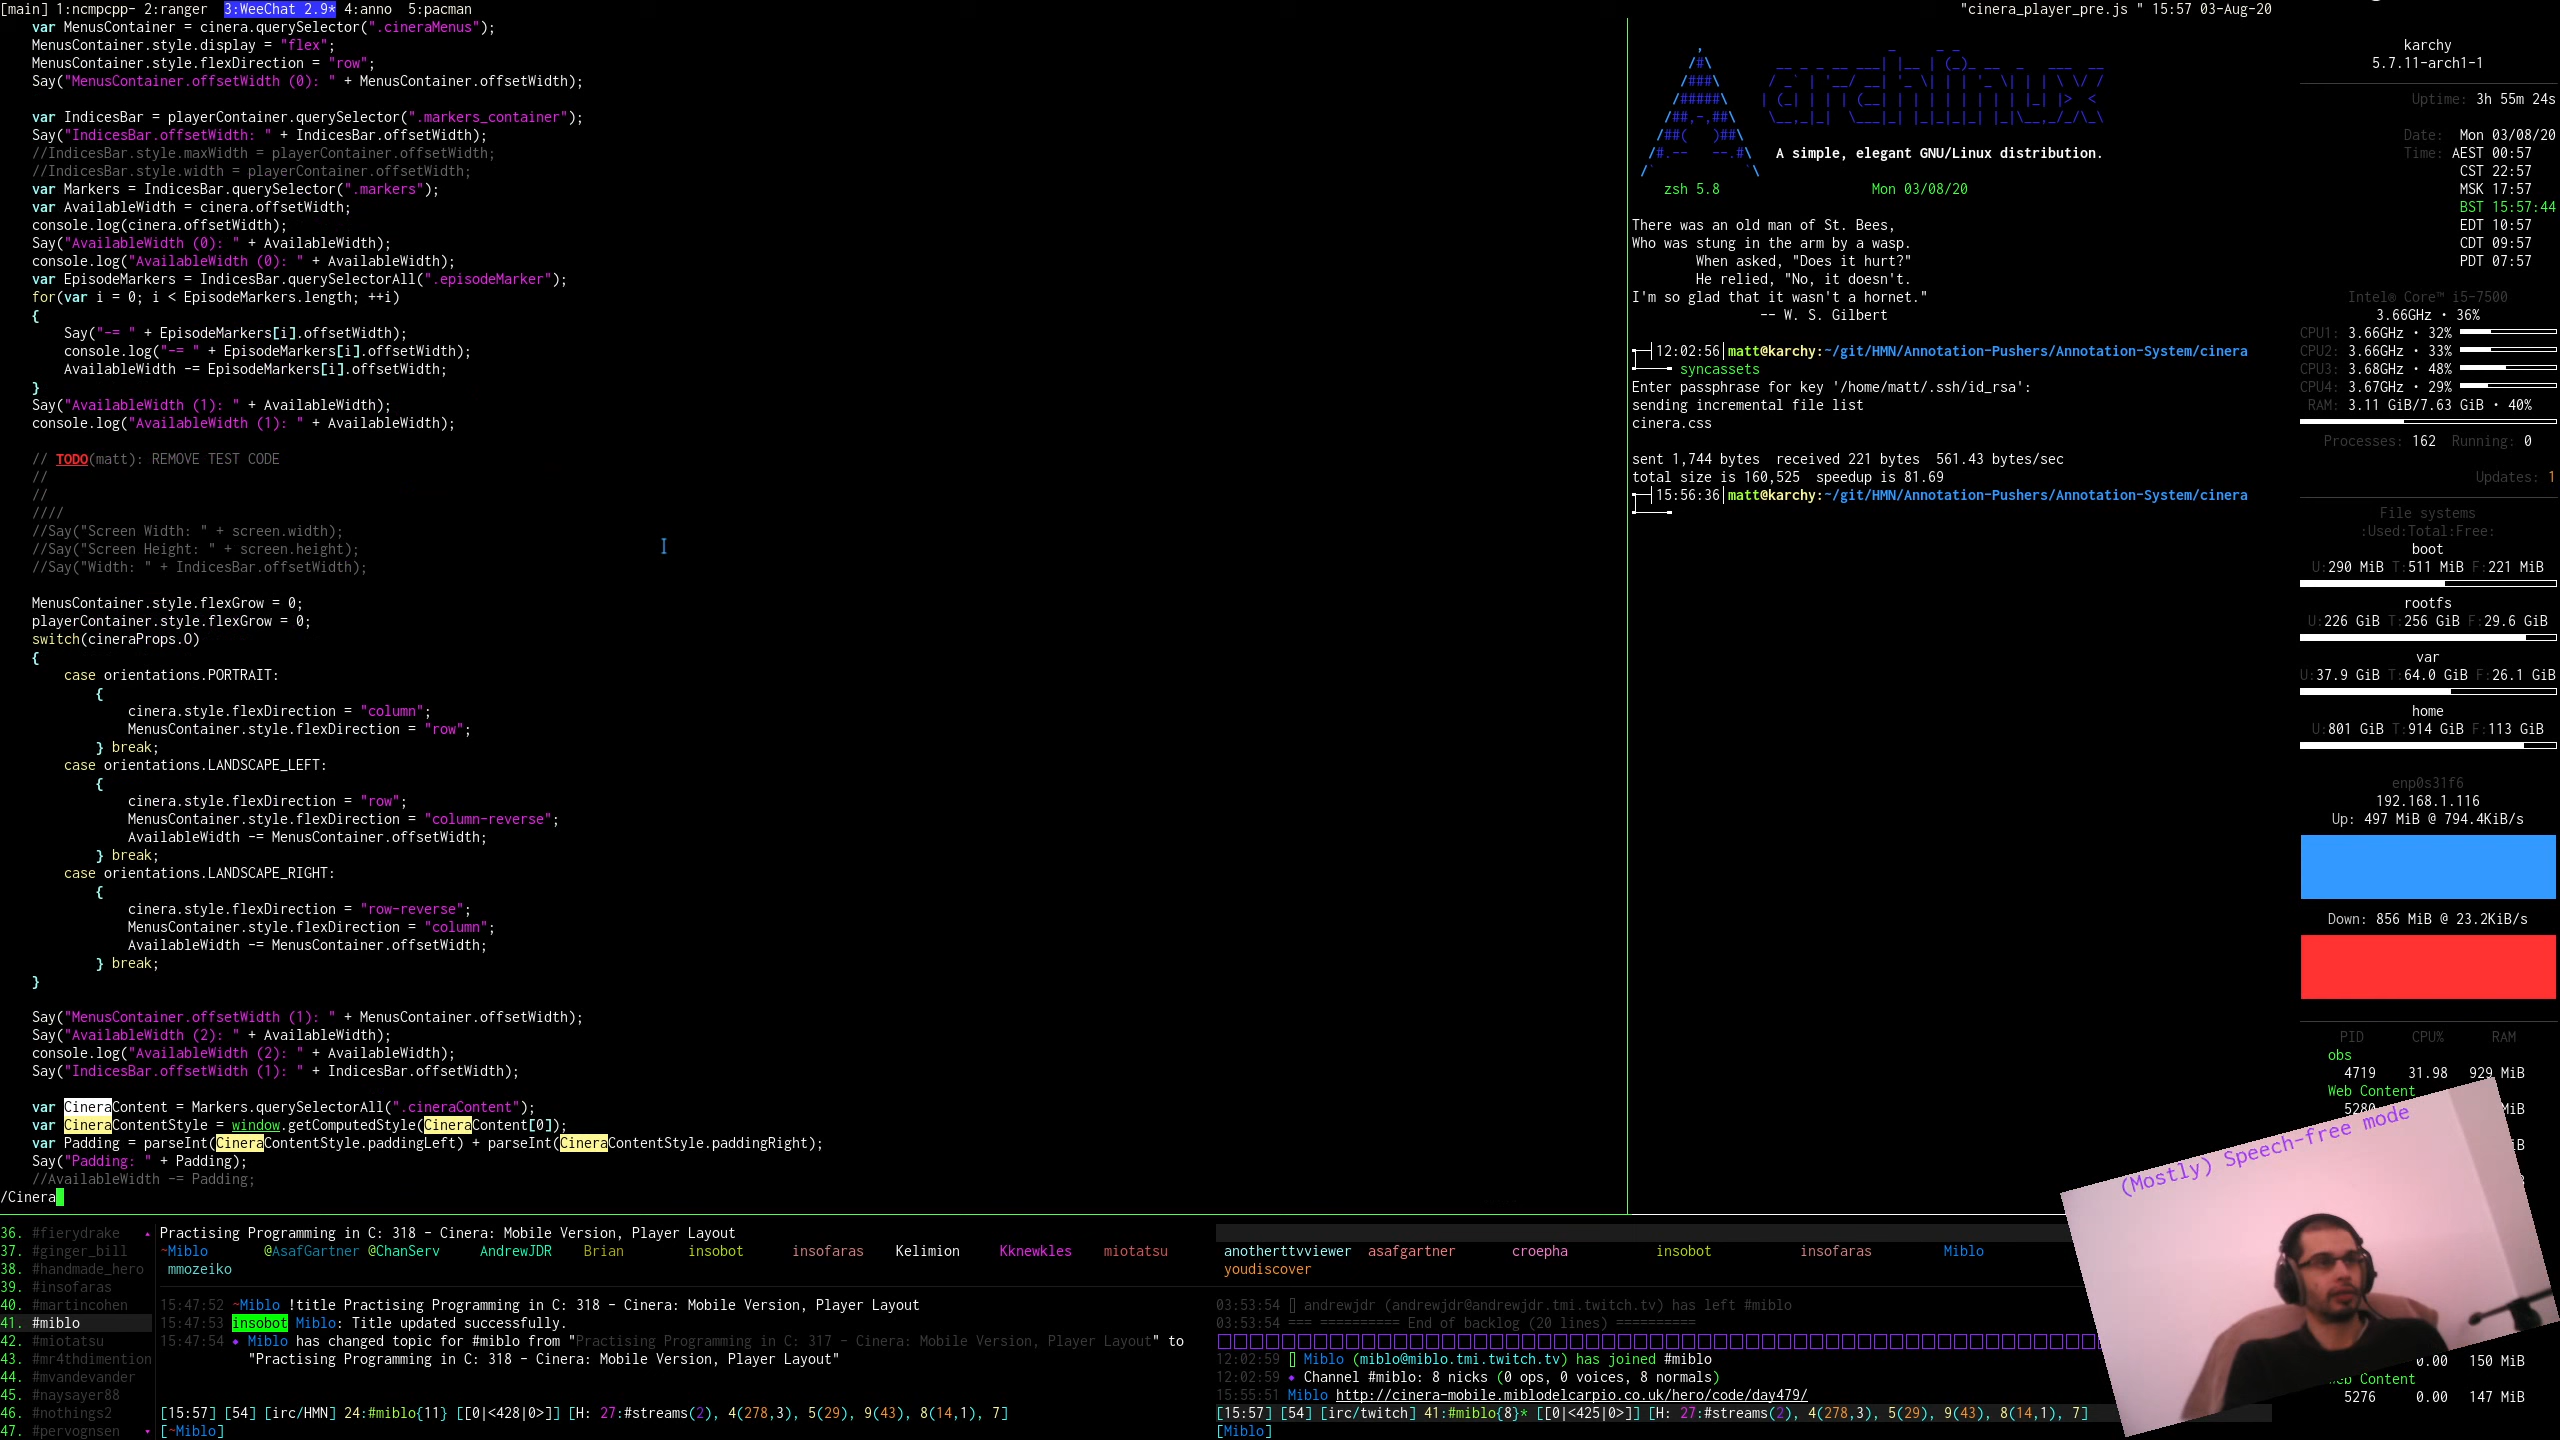 [main] 1:ncmpcpp- 2:ranger  3:WeeChat 2.9* 4:anno  5:pacman
"cinera_player_pre.js " 15:57 03-Aug-20
var MenusContainer = cinera.querySelector(".cineraMenus");
MenusContainer.style.display = "flex";
MenusContainer.style.flexDirection = "row";
Say("MenusContainer.offsetWidth (0): " + MenusContainer.offsetWidth);
var IndicesBar = playerContainer.querySelector(".markers_container");
Say("IndicesBar.offsetWidth: " + IndicesBar.offsetWidth);
//IndicesBar.style.maxWidth = playerContainer.offsetWidth;
//IndicesBar.style.width = playerContainer.offsetWidth;
var Markers = IndicesBar.querySelector(".markers");
var AvailableWidth = cinera.offsetWidth;
console.log(cinera.offsetWidth);
Say("AvailableWidth (0): " + AvailableWidth);
console.log("AvailableWidth (0): " + AvailableWidth);
var EpisodeMarkers = IndicesBar.querySelectorAll(".episodeMarker");
for(var i = 0; i < EpisodeMarkers.length; ++i)
{
Say("-= " + EpisodeMarkers[i].offsetWidth);
console.log("-= " + EpisodeMarkers[i].offsetWidth);
AvailableWidth -= EpisodeMarkers[i].offsetWidth;
}
Say("AvailableWidth (1): " + AvailableWidth);
console.log("AvailableWidth (1): " + AvailableWidth);
// TODO(matt): REMOVE TEST CODE
//
//
////
//Say("Screen Width: " + screen.width);
//Say("Screen Height: " + screen.height);
//Say("Width: " + IndicesBar.offsetWidth);
MenusContainer.style.flexGrow = 0;
playerContainer.style.flexGrow = 0;
switch(cineraProps.O)
{
case orientations.PORTRAIT:
{
cinera.style.flexDirection = "column";
MenusContainer.style.flexDirection = "row";
} break;
case orientations.LANDSCAPE_LEFT:
{
cinera.style.flexDirection = "row";
MenusContainer.style.flexDirection = "column-reverse";
AvailableWidth -= MenusContainer.offsetWidth;
} break;
case orientations.LANDSCAPE_RIGHT:
{
cinera.style.flexDirection = "row-reverse";
MenusContainer.style.flexDirection = "column";
AvailableWidth -= MenusContainer.offsetWidth;
} break;
}
Say("MenusContainer.offsetWidth (1): " + MenusContainer.offsetWidth);
Say("AvailableWidth (2): " + AvailableWidth);
console.log("AvailableWidth (2): " + AvailableWidth);
Say("IndicesBar.offsetWidth (1): " + IndicesBar.offsetWidth);
var CineraContent = Markers.querySelectorAll(".cineraContent");
var CineraContentStyle = window.getComputedStyle(CineraContent[0]);
var Padding = parseInt(CineraContentStyle.paddingLeft) + parseInt(CineraContentStyle.paddingRight);
Say("Padding: " + Padding);
//AvailableWidth -= Padding;
/Cinera
A simple, elegant GNU/Linux distribution.
zsh 5.8 Mon 03/08/20
There was an old man of St. Bees,
Who was stung in the arm by a wasp.
When asked, "Does it hurt?"
He relied, "No, it doesn't.
I'm so glad that it wasn't a hornet."
-- W. S. Gilbert
12:02:56 matt@karchy:~/git/HMN/Annotation-Pushers/Annotation-System/cinera
syncassets
Enter passphrase for key '/home/matt/.ssh/id_rsa':
sending incremental file list
cinera.css
sent 1,744 bytes  received 221 bytes  561.43 bytes/sec
total size is 160,525  speedup is 81.69
15:56:36 matt@karchy:~/git/HMN/Annotation-Pushers/Annotation-System/cinera
karchy
5.7.11-arch1-1
Uptime: 3h 55m 24s
Date: Mon 03/08/20
Time: AEST 00:57
CST 22:57
MSK 17:57
BST 15:57:44
EDT 10:57
CDT 09:57
PDT 07:57
Intel® Core™ i5-7500
3.66GHz • 36%
CPU1: 3.66GHz • 32%
CPU2: 3.66GHz • 33%
CPU3: 3.68GHz • 48%
CPU4: 3.67GHz • 29%
RAM: 3.11 GiB/7.63 GiB • 40%
Processes: 162 Running: 0
Updates: 1
File systems
:Used:Total:Free:
boot
U:290 MiB T:511 MiB F:221 MiB
rootfs
U:226 GiB T:256 GiB F:29.6 GiB
var
U:37.9 GiB T:64.0 GiB F:26.1 GiB
home
U:801 GiB T:914 GiB F:113 GiB
enp0s31f6
192.168.1.116
Up: 497 MiB @ 794.4KiB/s
Down: 856 MiB @ 23.2KiB/s
PID CPU% RAM
obs
4719 31.98 929 MiB
Web Content
5280
(Mostly) Speech-free mode
0.00 150 MiB
Web Content
5276 0.00 147 MiB
36. #fierydrake
37. #ginger_bill
38. #handmade_hero
39. #insofaras
40. #martincohen
41. #miblo
42. #miotatsu
43. #mr4thdimention
44. #mvandevander
45. #naysayer88
46. #nothings2
47. #pervognsen
Practising Programming in C: 318 - Cinera: Mobile Version, Player Layout
~Miblo @AsafGartner @ChanServ AndrewJDR Brian insobot insofaras Kelimion Kknewkles miotatsu
mmozeiko
15:47:52 ~Miblo !title Practising Programming in C: 318 - Cinera: Mobile Version, Player Layout
15:47:53 insobot Miblo: Title updated successfully.
15:47:54 Miblo has changed topic for #miblo from "Practising Programming in C: 317 - Cinera: Mobile Version, Player Layout" to
"Practising Programming in C: 318 - Cinera: Mobile Version, Player Layout"
[15:57] [54] [irc/HMN] 24:#miblo{11} [[0|<428|0>]] [H: 27:#streams(2), 4(278,3), 5(29), 9(43), 8(14,1), 7]
[~Miblo]
anotherttvviewer asafgartner croepha insobot insofaras Miblo
youdiscover
03:53:54 andrewjdr (andrewjdr@andrewjdr.tmi.twitch.tv) has left #miblo
03:53:54 === ========== End of backlog (20 lines) ==========
12:02:59 Miblo (miblo@miblo.tmi.twitch.tv) has joined #miblo
12:02:59 Channel #miblo: 8 nicks (0 ops, 0 voices, 8 normals)
15:55:51 Miblo http://cinera-mobile.miblodelcarpio.co.uk/hero/code/day479/
[15:57] [54] [irc/twitch] 41:#miblo{8}* [[0|<425|0>]] [H: 27:#streams(2), 4(278,3), 5(29), 9(43), 8(14,1), 7]
[Miblo]